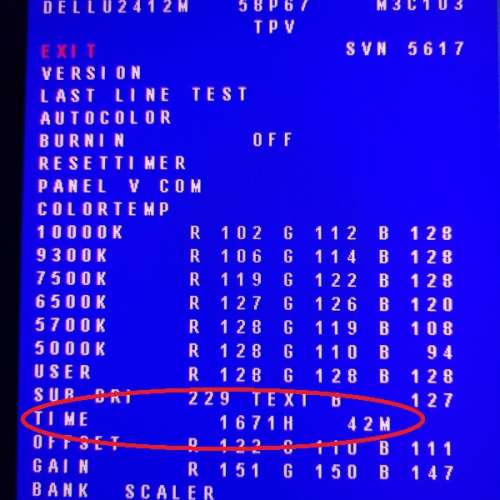 DELLU2412M 58P67 M3C103
TPV
EXIT SVN 5617
VERSION
LAST LINE TEST
AUTOCOLOR
BURNIN OFF
RESETTIMER
PANEL V COM
COLORTEMP
10000K R 102 G 112 B 128
9300K R 106 G 114 B 128
7500K R 119 G 122 B 128
6500K R 127 G 126 B 120
5700K R 128 G 119 B 108
5000K R 128 G 110 B 94
USER R 128 G 128 B 128
SUB BRI 229 TEXT B 127
TIME 1671H 42M
OFFSET R 122 G 110 B 111
GAIN R 151 G 150 B 147
BANK SCALER